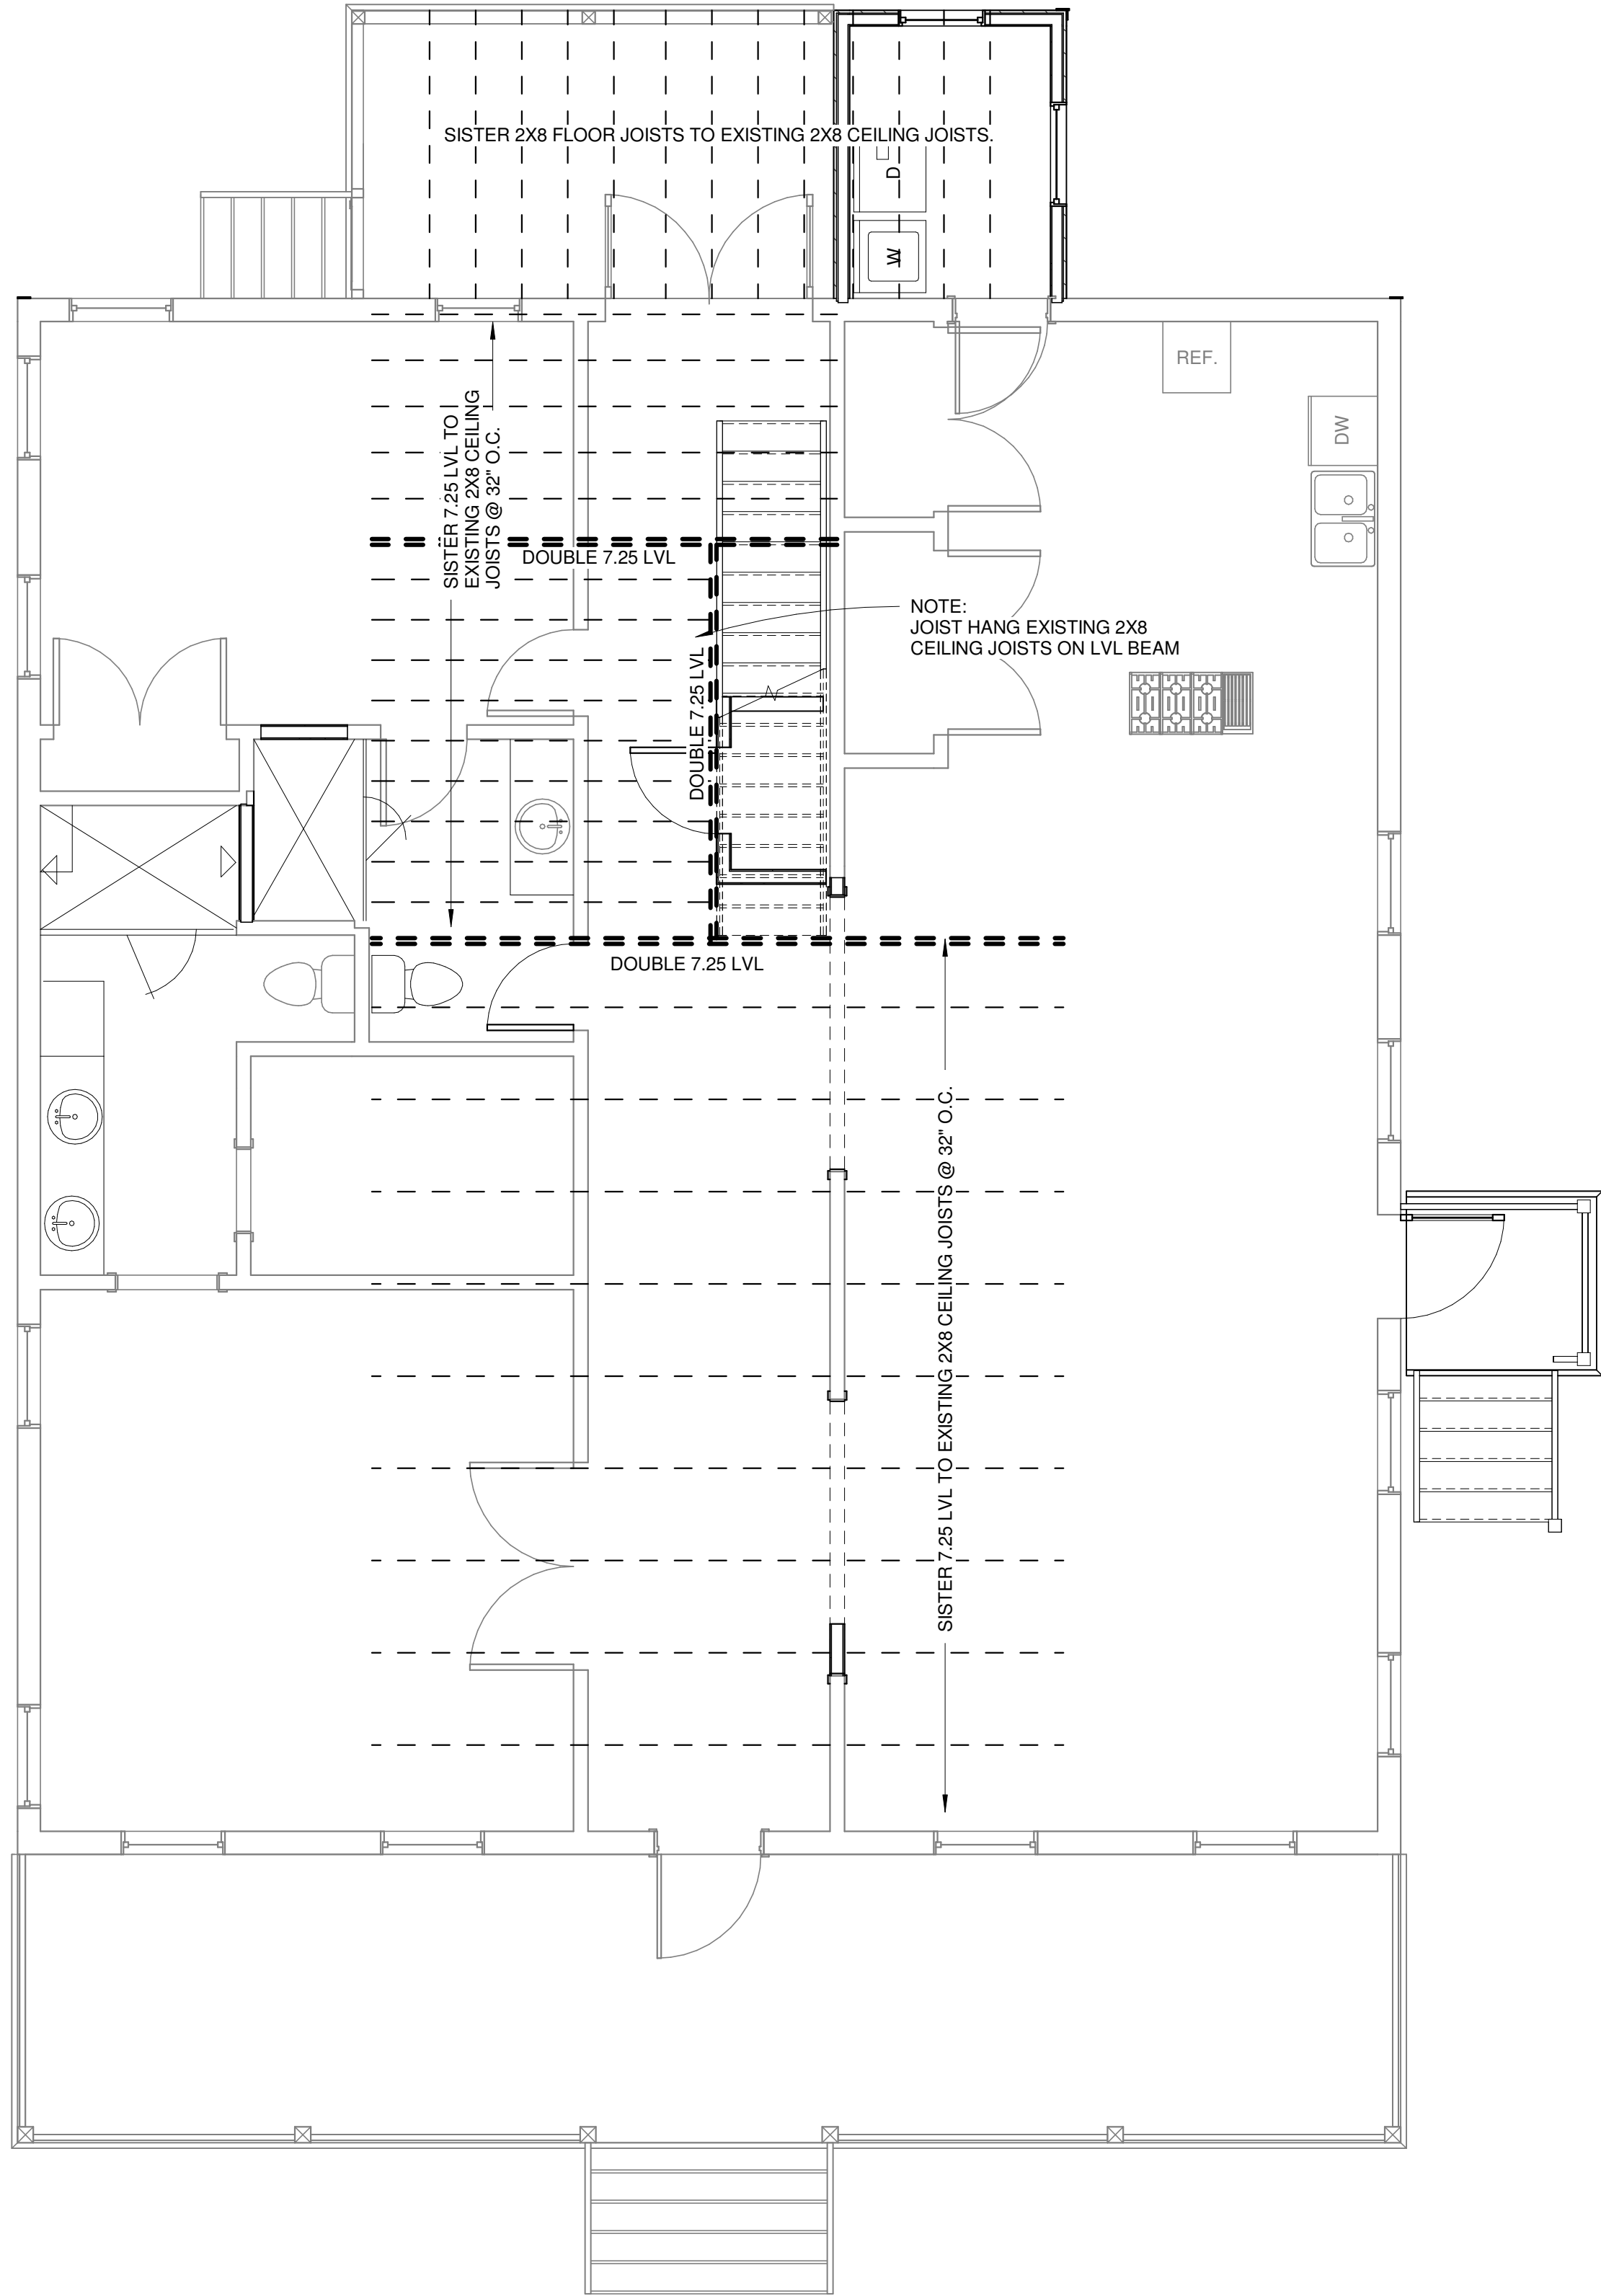 SISTER 2X8 FLOOR JOISTS TO EXISTING 2X8 CEILING JOISTS.
D
W
REF.
DW
SISTER 7.25 LVL TO
EXISTING 2X8 CEILING
JOISTS @ 32" O.C.
DOUBLE 7.25 LVL
NOTE:
JOIST HANG EXISTING 2X8
CEILING JOISTS ON LVL BEAM
DOUBLE 7.25 LVL
DOUBLE 7.25 LVL
SISTER 7.25 LVL TO EXISTING 2X8 CEILING JOISTS @ 32" O.C.